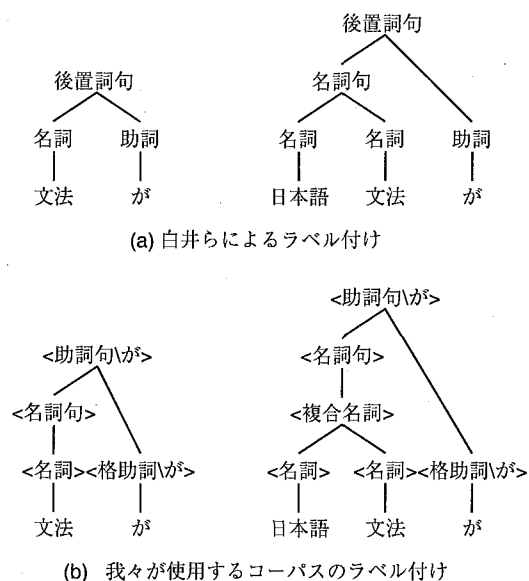 後置詞句
後置詞句
名詞句
名詞 助詞
名詞 名詞 助詞
文法 が
日本語 文法 が
(a) 白井らによるラベル付け
<助詞句\が>
<助詞句\が>
<名詞句>
<名詞句>
<複合名詞>
<名詞><格助詞\が>
<名詞> <名詞><格助詞\が>
文法 が
日本語 文法 が
(b) 我々が使用するコーパスのラベル付け